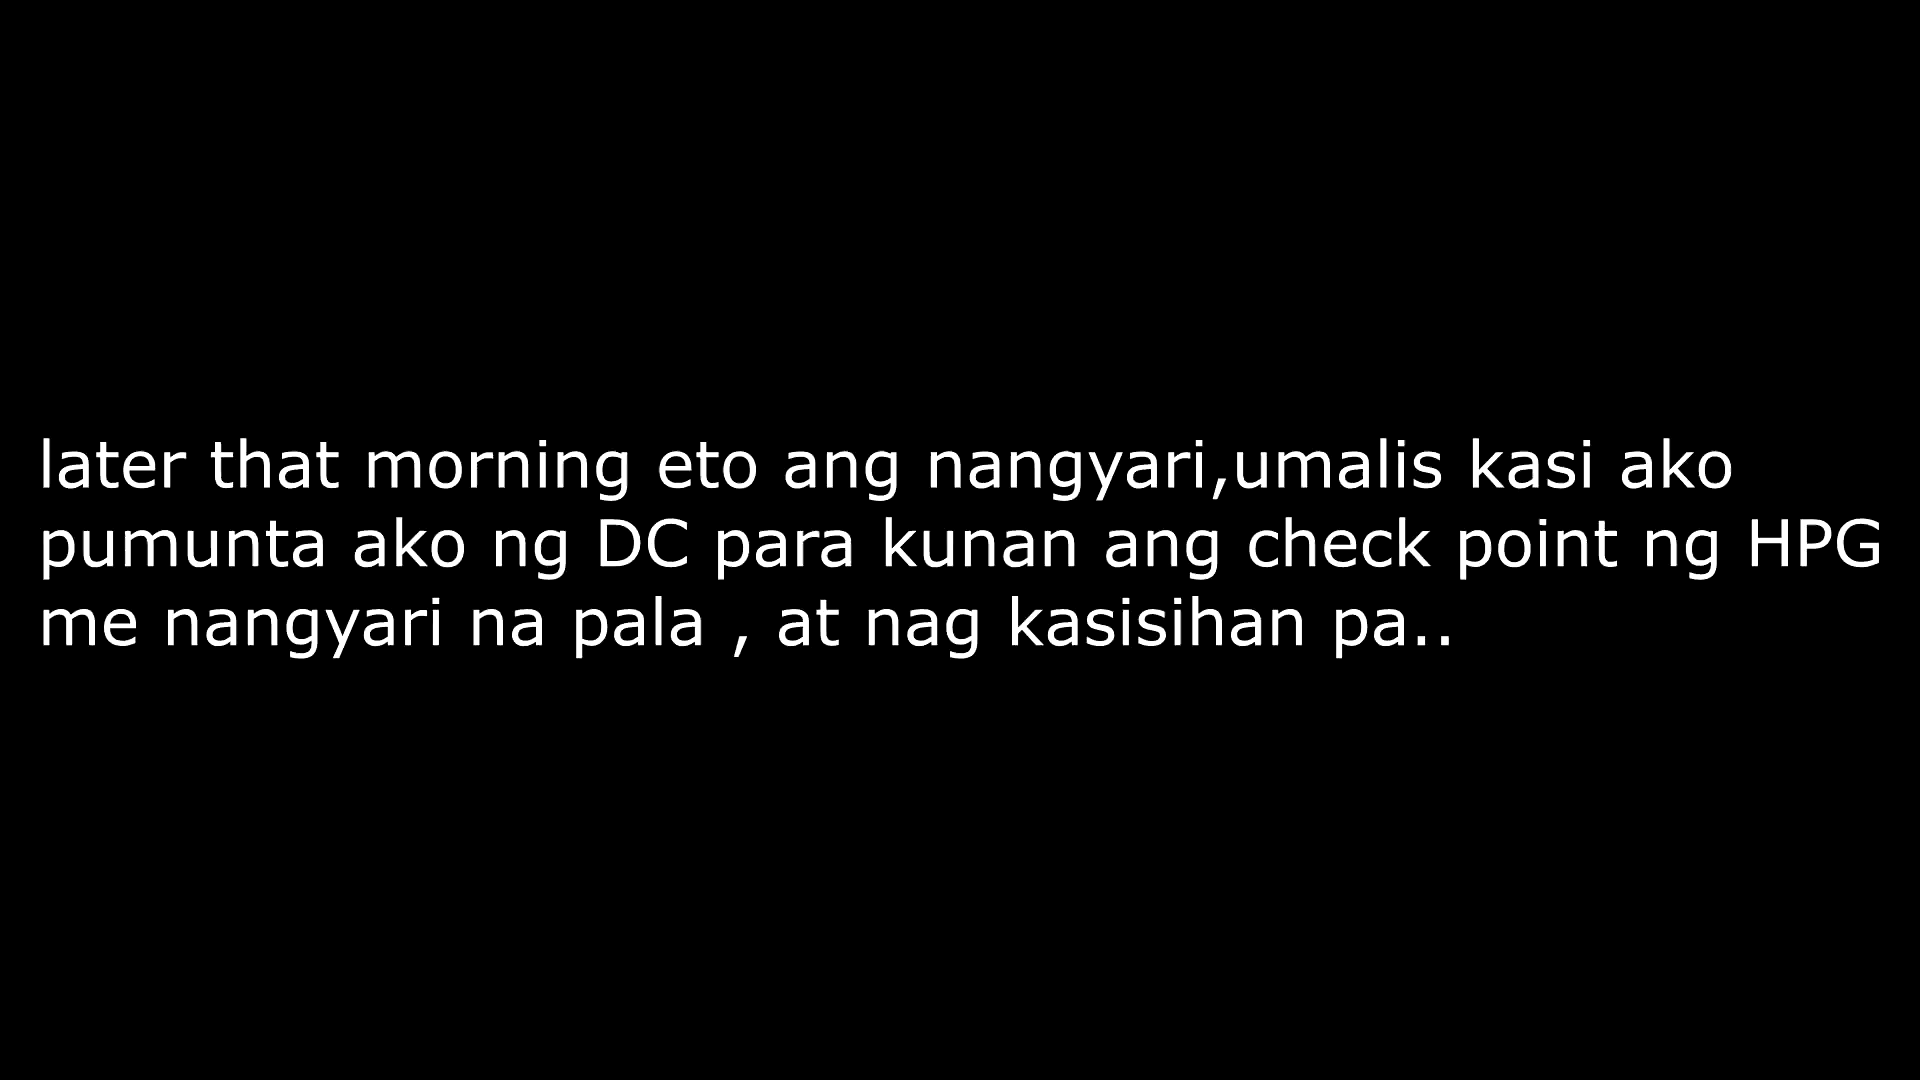 later that morning eto ang nangyari,umalis kasi ako
pumunta ako ng DC para kunan ang check point ng HPG
me nangyari na pala , at nag kasisihan pa..